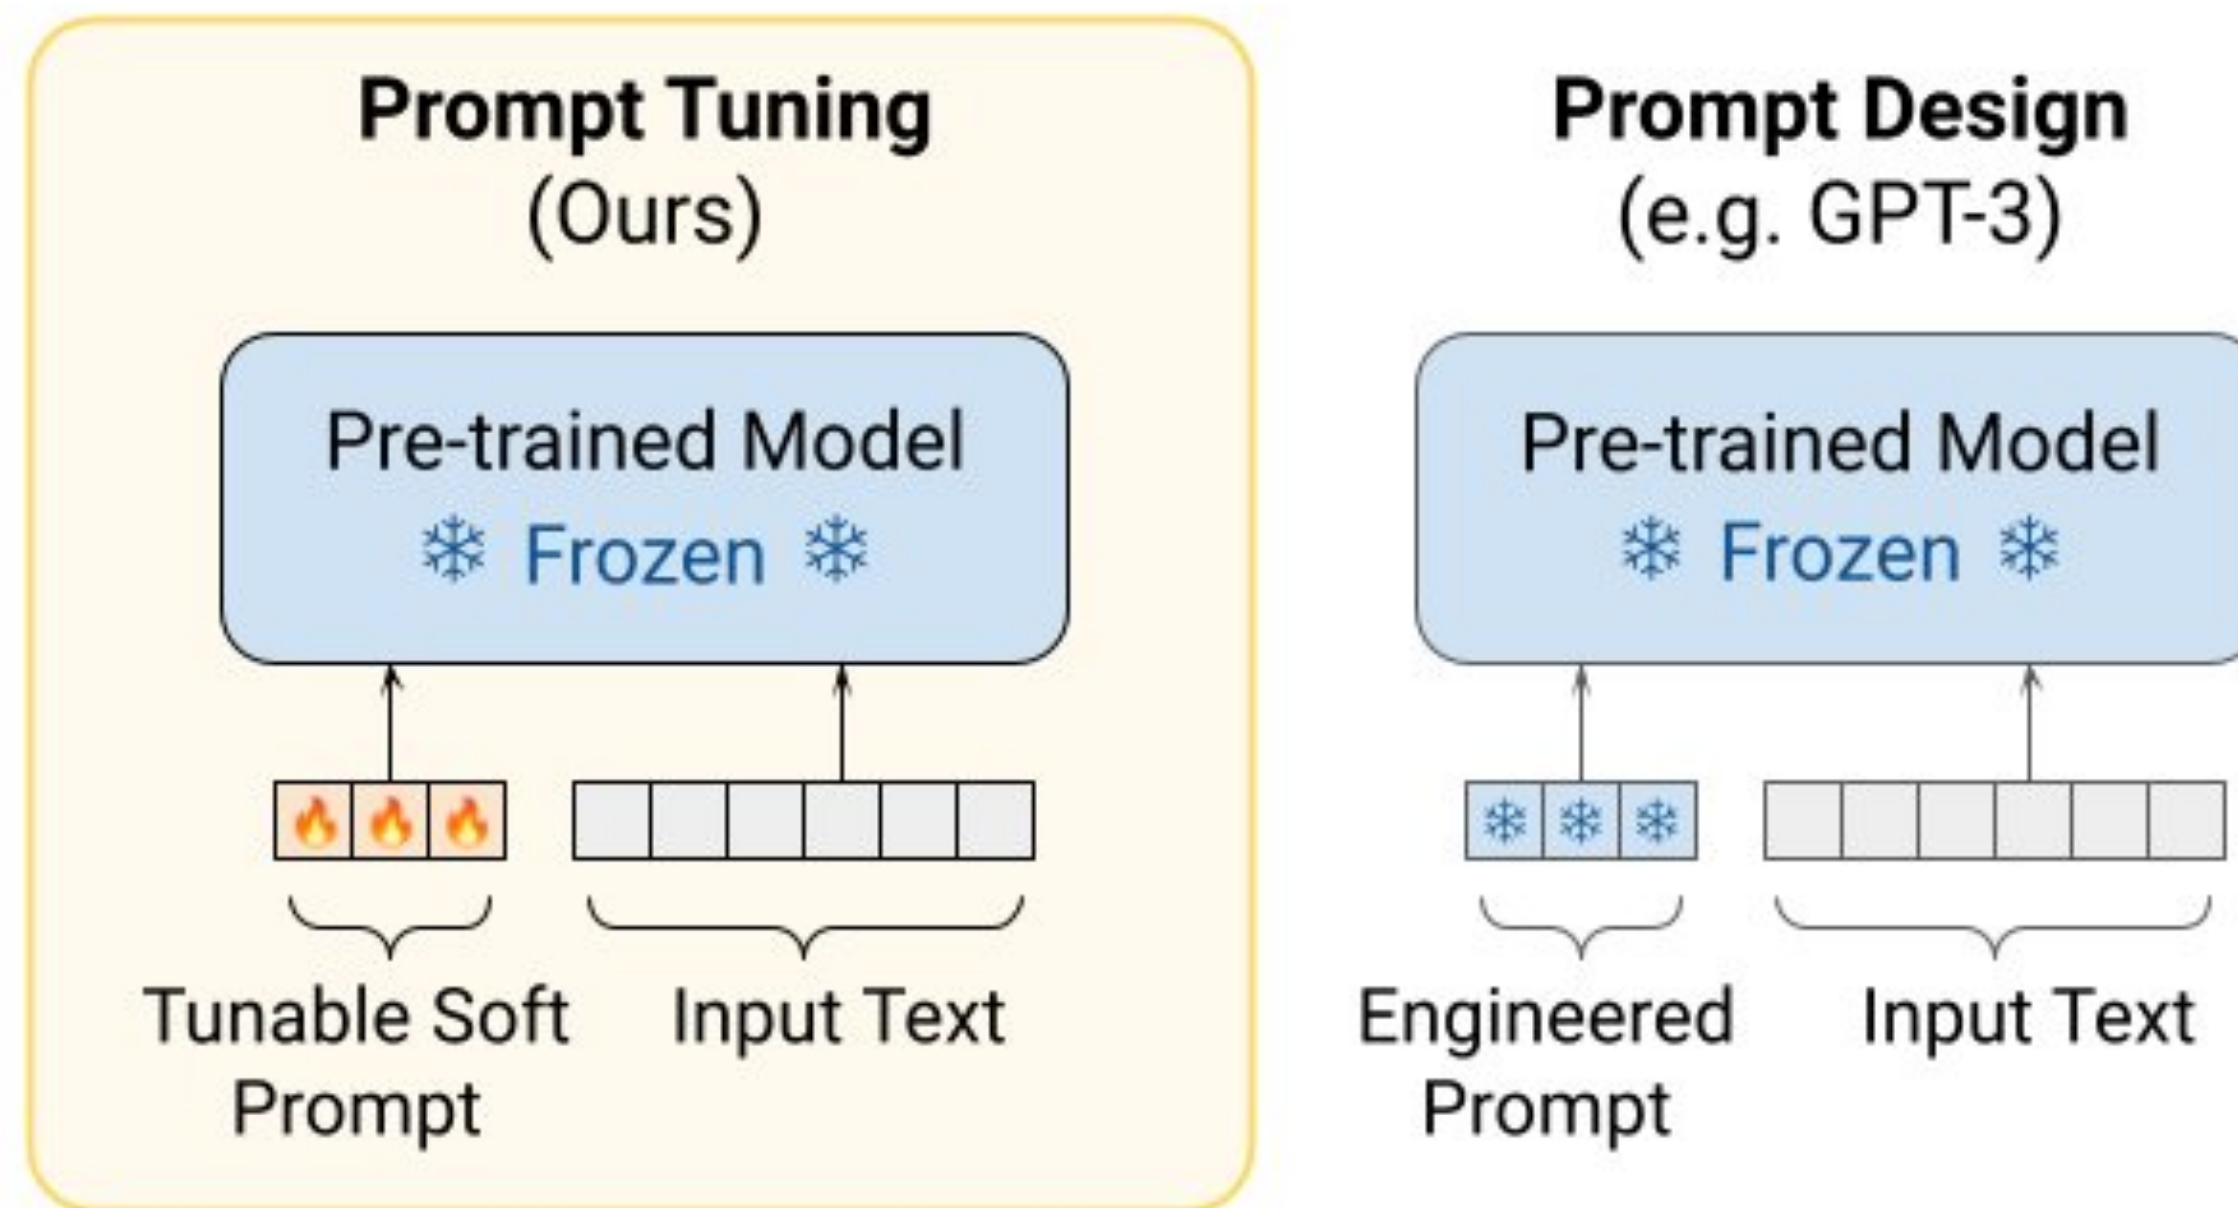 Prompt Tuning
(Ours)
Pre-trained Model
❄ Frozen ❄
Tunable Soft
Prompt
Input Text
Prompt Design
(e.g. GPT-3)
Pre-trained Model
❄ Frozen ❄
Engineered
Prompt
Input Text